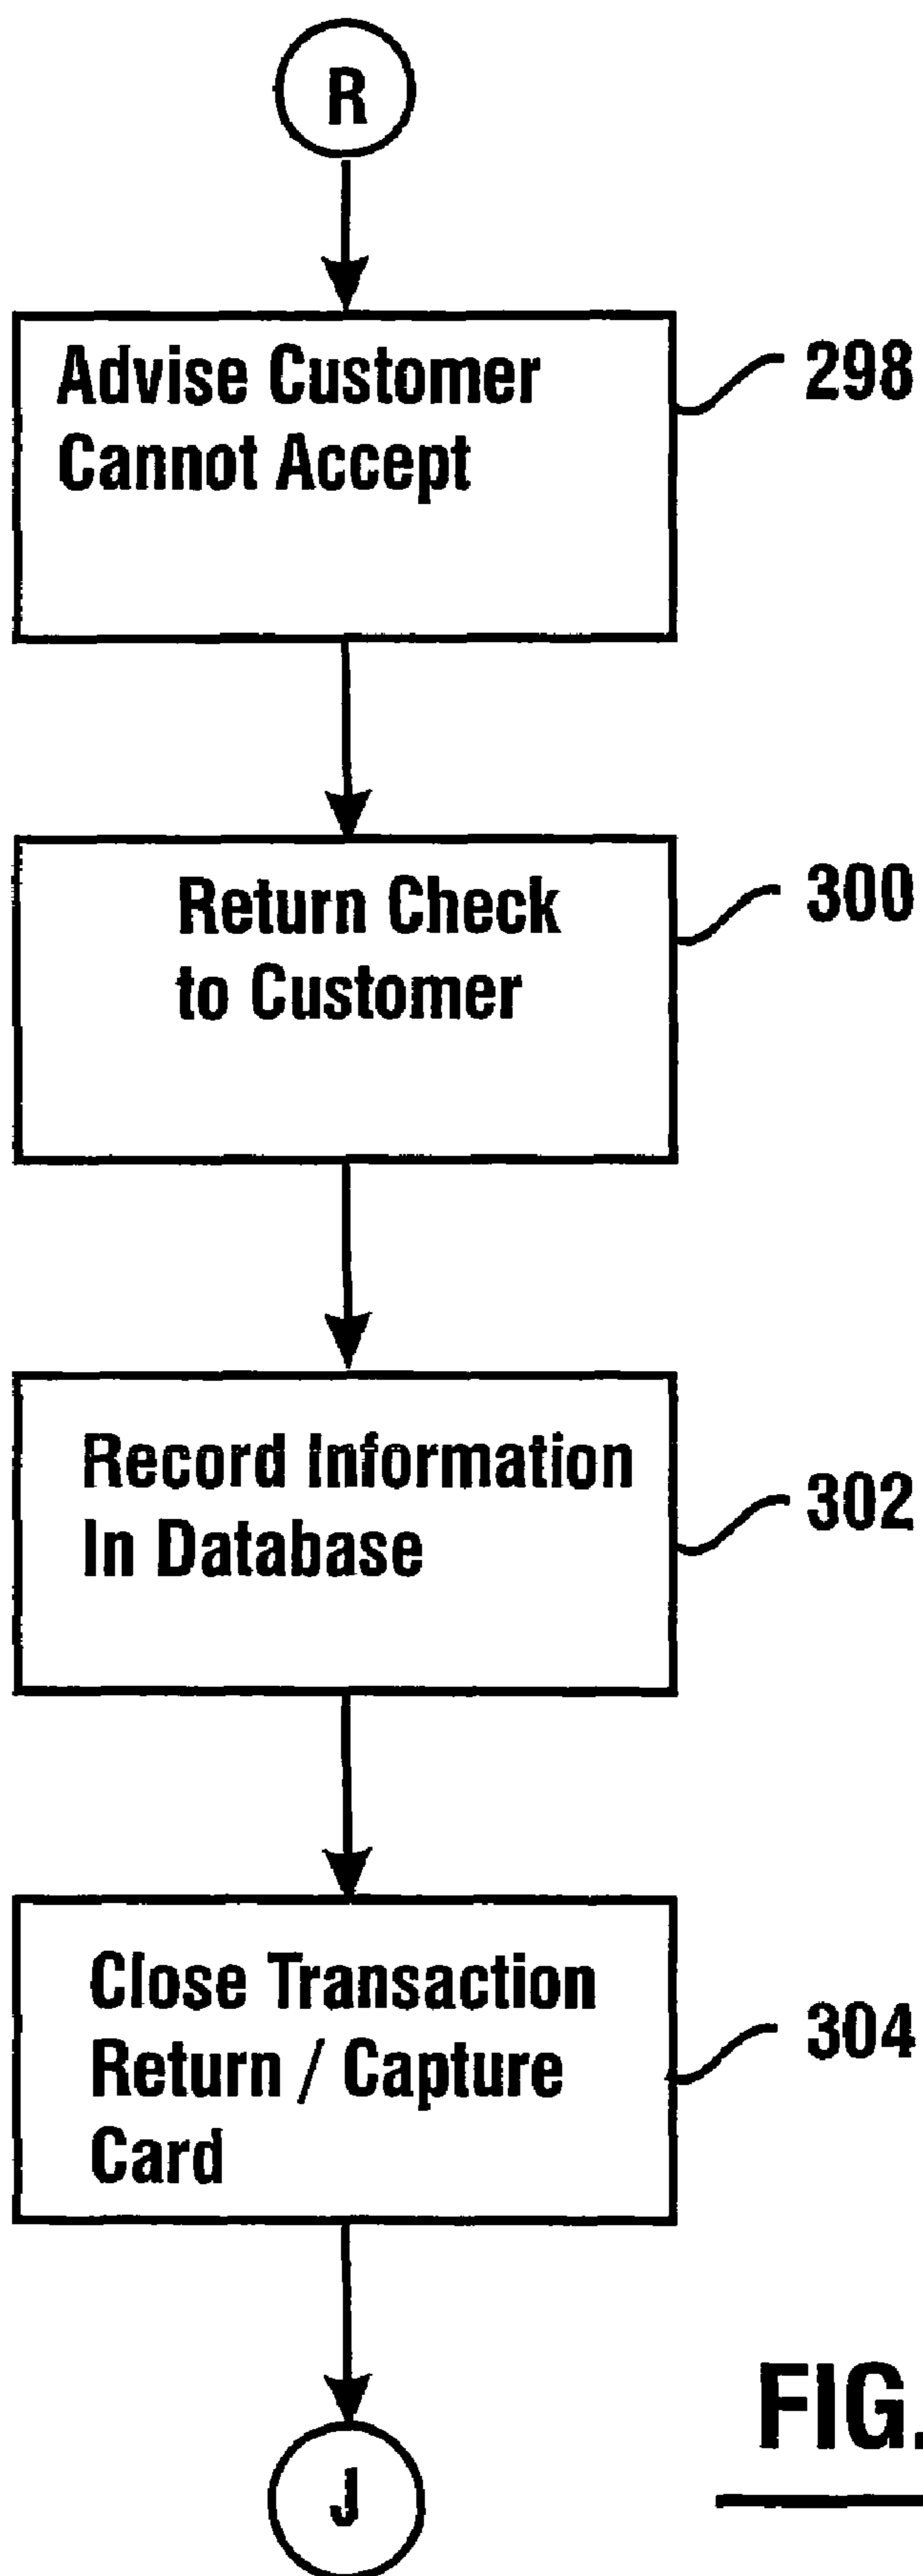 R
Advise Customer
Cannot Accept
298
Return Check
to Customer
300
Record Information
In Database
302
Close Transaction
Return / Capture
Card
304
J
FIG.